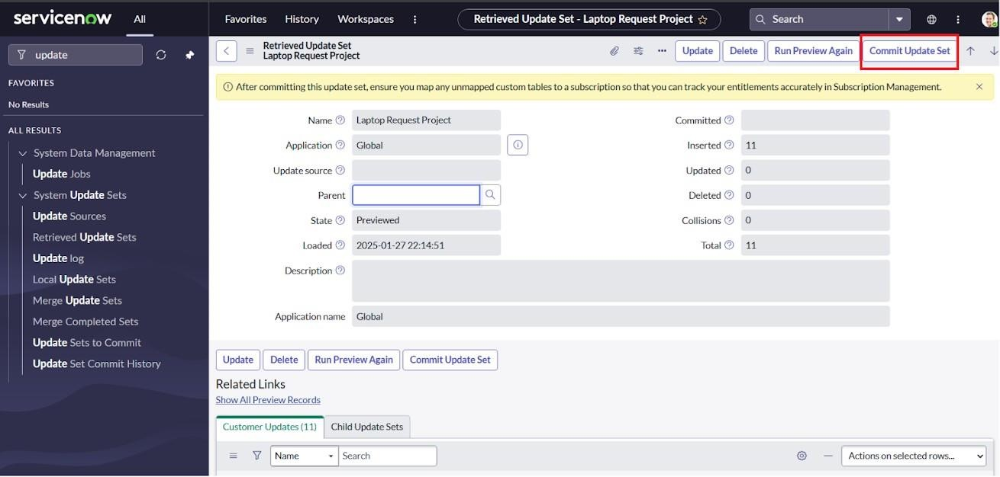 servicenow
All
Favorites
History
Workspaces
Retrieved Update Set - Laptop Request Project
Search
update
FAVORITES
No Results
ALL RESULTS
System Data Management
Update Jobs
System Update Sets
Update Sources
Retrieved Update Sets
Update log
Local Update Sets
Merge Update Sets
Merge Completed Sets
Update Sets to Commit
Update Set Commit History
Retrieved Update Set
Laptop Request Project
Update
Delete
Run Preview Again
Commit Update Set
After committing this update set, ensure you map any unmapped custom tables to a subscription so that you can track your entitlements accurately in Subscription Management.
Name Laptop Request Project
Application Global
Update source
Parent
State Previewed
Loaded 2025-01-27 22:14:51
Description
Application name Global
Committed
Inserted 11
Updated 0
Deleted 0
Collisions 0
Total 11
Update
Delete
Run Preview Again
Commit Update Set
Related Links
Show All Preview Records
Customer Updates (11)
Child Update Sets
Name
Search
Actions on selected rows...